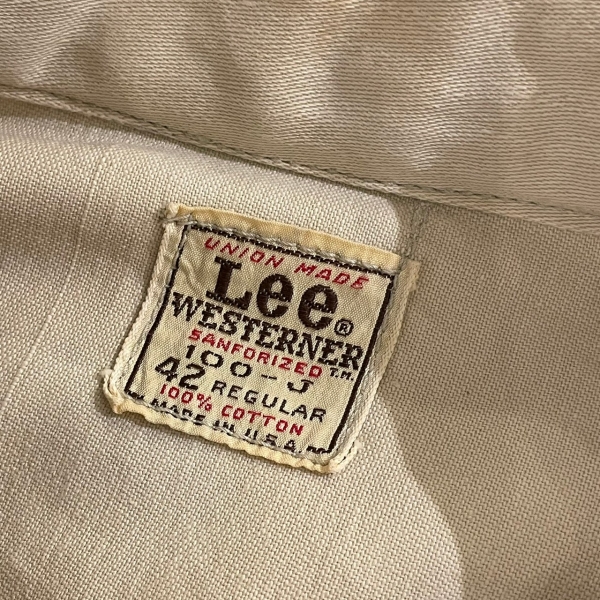 UNION MADE
Lee®
WESTERNER
SANFORIZED T.M.
100-J
42 REGULAR
100% COTTON
MADE IN U.S.A.